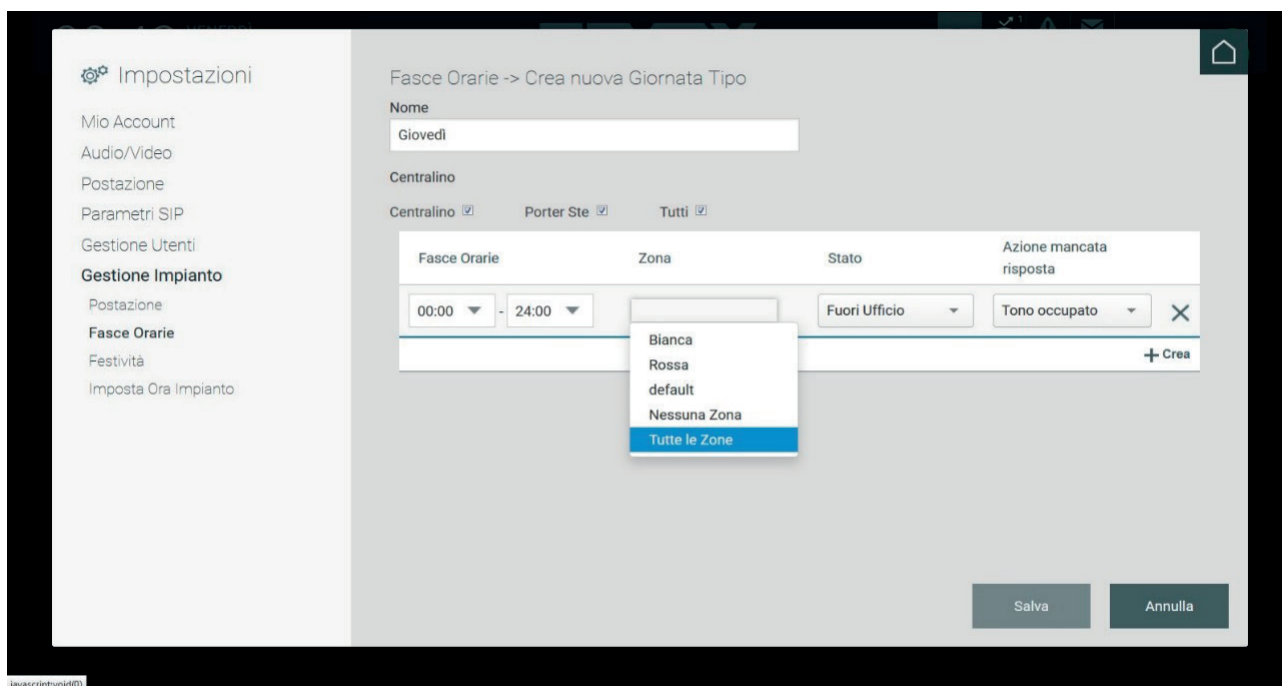 Impostazioni
Mio Account
Audio/Video
Postazione
Parametri SIP
Gestione Utenti
Gestione Impianto
Postazione
Fasce Orarie
Festività
Imposta Ora Impianto
Fasce Orarie -> Crea nuova Giornata Tipo
Nome
Giovedì
Centralino
Centralino Porter Ste Tutti
Fasce Orarie Zona Stato Azione mancata
risposta
00:00 - 24:00 Fuori Ufficio Tono occupato
Bianca
Rossa
default
Nessuna Zona
Tutte le Zone
+ Crea
Salva Annulla
javascript:void(0)